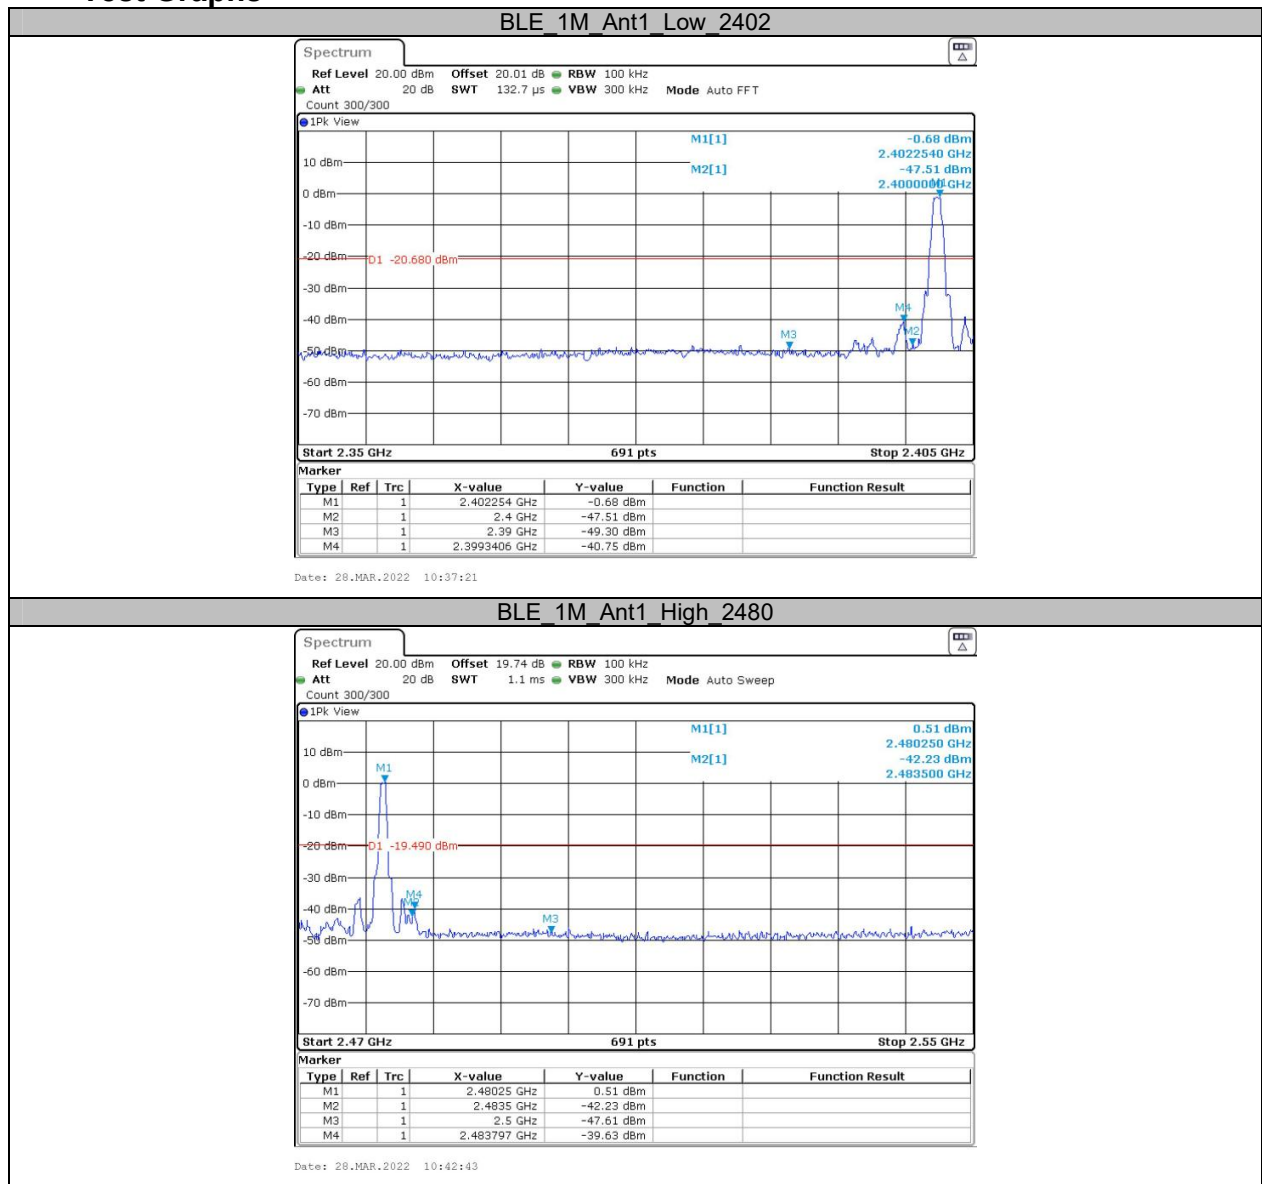 BLE_1M_Ant1_Low_2402
Spectrum
Ref Level 20.00 dBm Offset 20.01 dB RBW 100 kHz
Att 20 dB SWT 132.7 µs VBW 300 kHz Mode Auto FFT
Count 300/300
1Pk View
M1[1] -0.68 dBm
2.4022540 GHz
10 dBm
M2[1] -47.51 dBm
2.4000000 GHz
M1
0 dBm
-10 dBm
-20 dBm
D1 -20.680 dBm
-30 dBm
M4
-40 dBm
M3
M2
-50 dBm
-60 dBm
-70 dBm
Start 2.35 GHz 691 pts Stop 2.405 GHz
Marker
Type Ref Trc X-value Y-value Function Function Result
M1 1 2.402254 GHz -0.68 dBm
M2 1 2.4 GHz -47.51 dBm
M3 1 2.39 GHz -49.30 dBm
M4 1 2.3993406 GHz -40.75 dBm
Date: 28.MAR.2022 10:37:21
BLE_1M_Ant1_High_2480
Spectrum
Ref Level 20.00 dBm Offset 19.74 dB RBW 100 kHz
Att 20 dB SWT 1.1 ms VBW 300 kHz Mode Auto Sweep
Count 300/300
1Pk View
M1[1] 0.51 dBm
2.480250 GHz
10 dBm
M2[1] -42.23 dBm
2.483500 GHz
M1
0 dBm
-10 dBm
-20 dBm
D1 -19.490 dBm
-30 dBm
M4
-40 dBm
M3
-50 dBm
-60 dBm
-70 dBm
Start 2.47 GHz 691 pts Stop 2.55 GHz
Marker
Type Ref Trc X-value Y-value Function Function Result
M1 1 2.48025 GHz 0.51 dBm
M2 1 2.4835 GHz -42.23 dBm
M3 1 2.5 GHz -47.61 dBm
M4 1 2.483797 GHz -39.63 dBm
Date: 28.MAR.2022 10:42:43